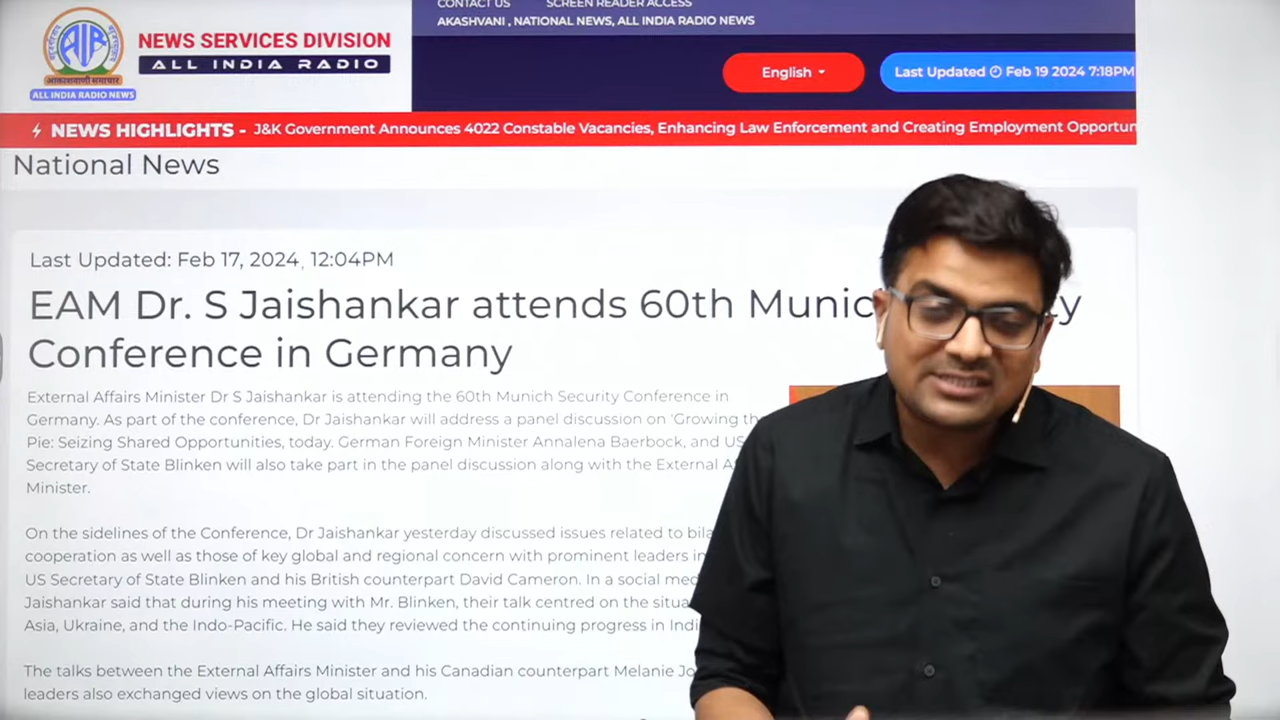 CONTACT US SCREEN READER ACCESS
AKASHVANI , NATIONAL NEWS, ALL INDIA RADIO NEWS
NEWS SERVICES DIVISION
ALL INDIA RADIO
आकाशवाणी समाचार
ALL INDIA RADIO NEWS
English
Last Updated Feb 19 2024 7:18PM
NEWS HIGHLIGHTS - J&K Government Announces 4022 Constable Vacancies, Enhancing Law Enforcement and Creating Employment Opportun
National News
Last Updated: Feb 17, 2024, 12:04PM
EAM Dr. S Jaishankar attends 60th Munic y
Conference in Germany
External Affairs Minister Dr S Jaishankar is attending the 60th Munich Security Conference in
Germany. As part of the conference, Dr Jaishankar will address a panel discussion on 'Growing th
Pie: Seizing Shared Opportunities, today. German Foreign Minister Annalena Baerbock, and US
Secretary of State Blinken will also take part in the panel discussion along with the External A
Minister.
On the sidelines of the Conference, Dr Jaishankar yesterday discussed issues related to bila
cooperation as well as those of key global and regional concern with prominent leaders in
US Secretary of State Blinken and his British counterpart David Cameron. In a social med
Jaishankar said that during his meeting with Mr. Blinken, their talk centred on the situa
Asia, Ukraine, and the Indo-Pacific. He said they reviewed the continuing progress in Indi
The talks between the External Affairs Minister and his Canadian counterpart Melanie Jo
leaders also exchanged views on the global situation.